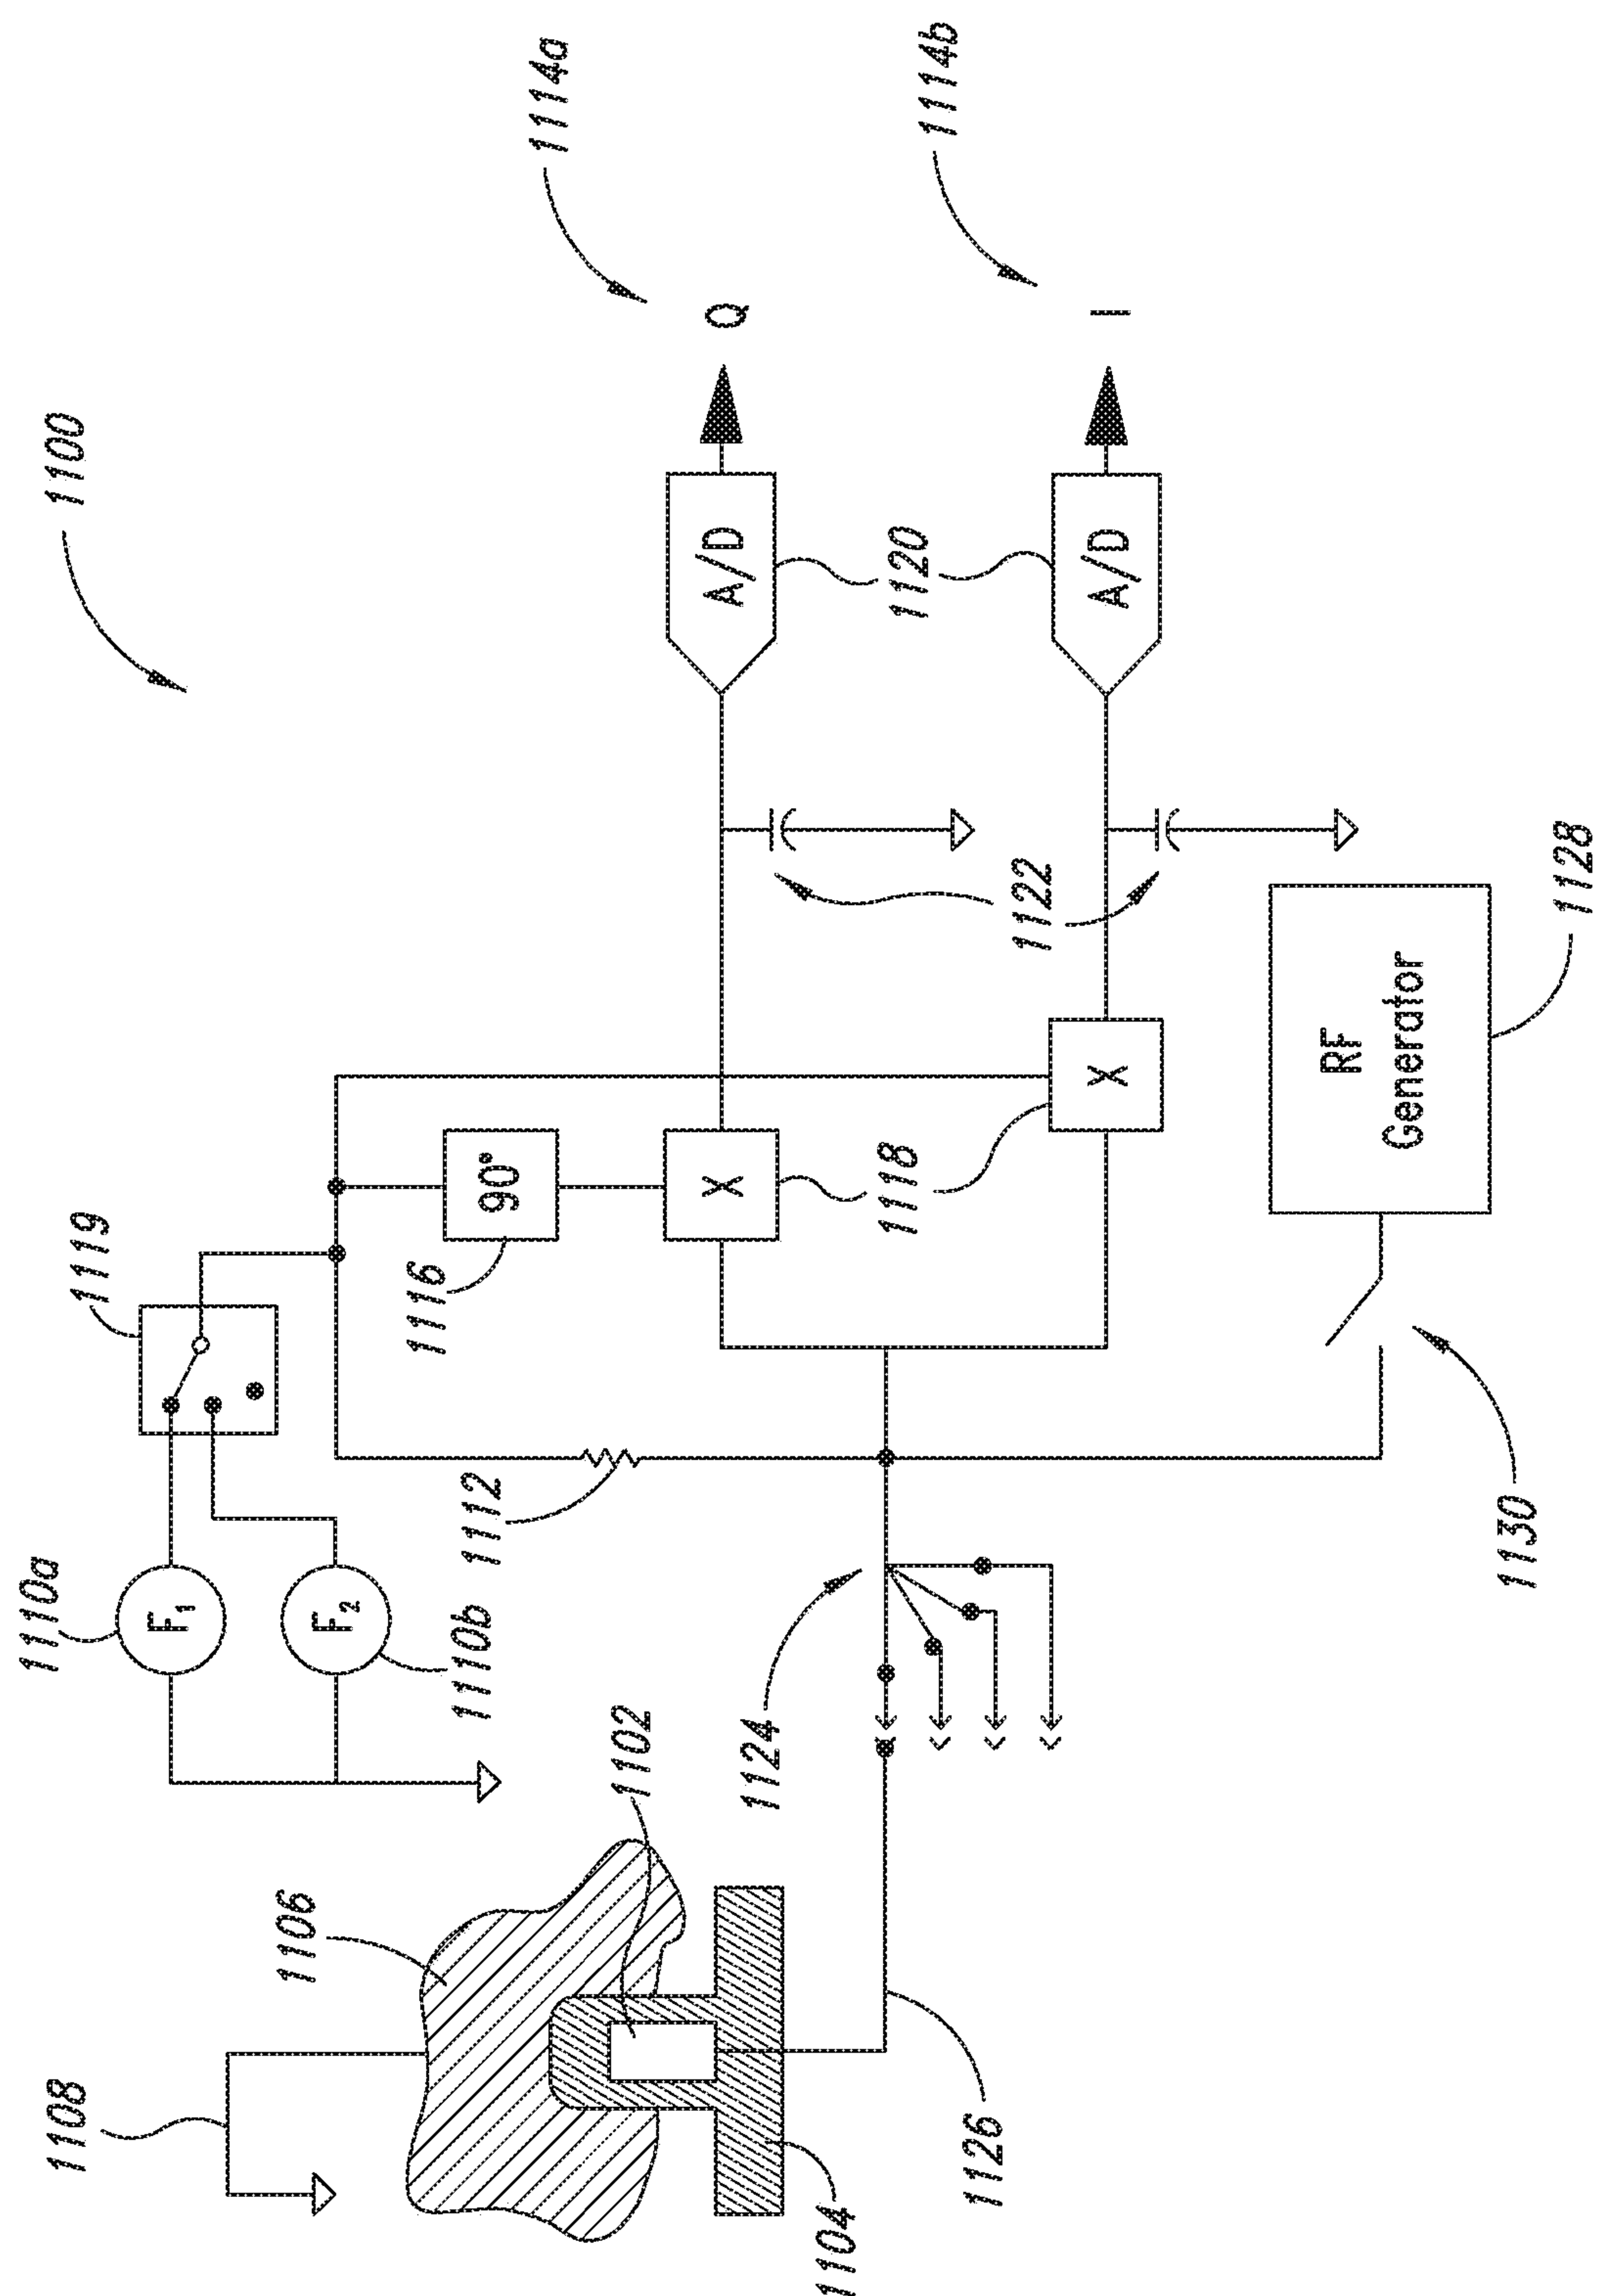 1108
1110a
1119
1100
F₁
1106
F₂
1116
1110b
1112
90°
1114a
1102
X
A/D
Q
1124
1104
1118
1120
1114b
1126
1122
X
A/D
I
RF
Generator
1130
1128